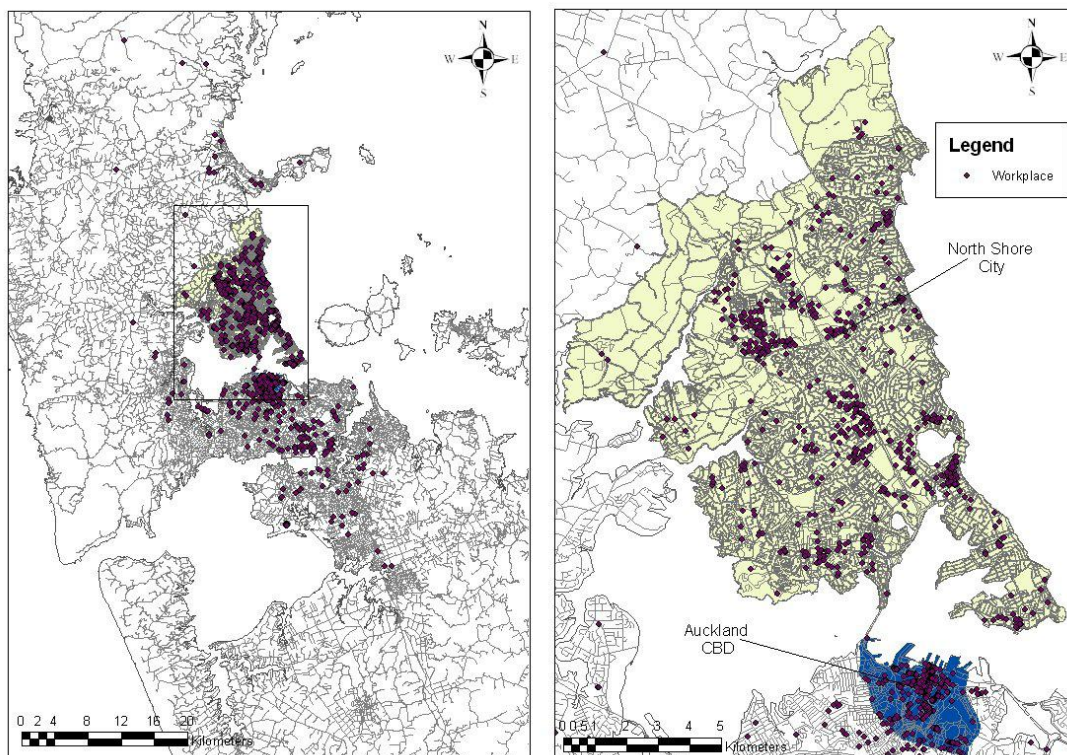 N
W E
S
0 2 4 8 12 16 20
Kilometers
N
W E
S
Legend
Workplace
North Shore
City
Auckland
CBD
0 0.5 1 2 3 4 5
Kilometers